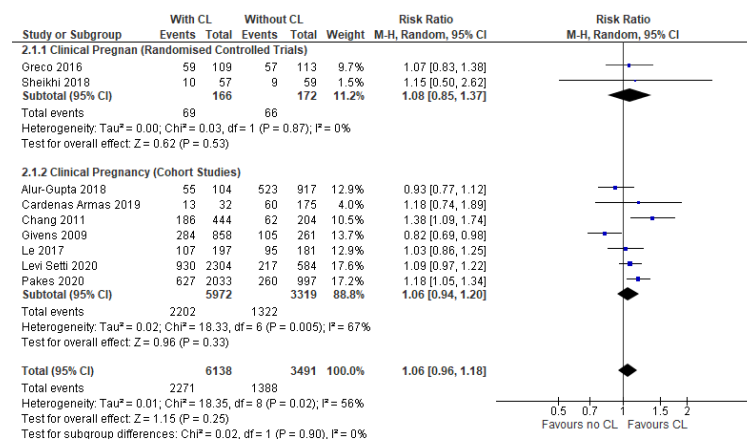 With CL Without CL Risk Ratio Risk Ratio
Study or Subgroup Events Total Events Total Weight M-H, Random, 95% CI M-H, Random, 95% CI
2.1.1 Clinical Pregnan (Randomised Controlled Trials)
Greco 2016 59 109 57 113 9.7% 1.07 [0.83, 1.38]
Sheikhi 2018 10 57 9 59 1.5% 1.15 [0.50, 2.62]
Subtotal (95% CI) 166 172 11.2% 1.08 [0.85, 1.37]
Total events 69 66
Heterogeneity: Tau² = 0.00; Chi² = 0.03, df = 1 (P = 0.87); I² = 0%
Test for overall effect: Z = 0.62 (P = 0.53)
2.1.2 Clinical Pregnancy (Cohort Studies)
Alur-Gupta 2018 55 104 523 917 12.9% 0.93 [0.77, 1.12]
Cardenas Armas 2019 13 32 60 175 4.0% 1.18 [0.74, 1.89]
Chang 2011 186 444 62 204 10.4% 1.38 [1.09, 1.74]
Givens 2009 284 858 105 261 13.6% 0.82 [0.69, 0.98]
Le 2017 107 197 95 181 13.0% 1.03 [0.86, 1.25]
Levi Setti 2020 930 2304 217 584 17.6% 1.09 [0.97, 1.22]
Pakes 2020 627 2033 260 997 17.2% 1.18 [1.05, 1.34]
Subtotal (95% CI) 5972 3319 88.8% 1.06 [0.94, 1.20]
Total events 2202 1322
Heterogeneity: Tau² = 0.02; Chi² = 18.33, df = 6 (P = 0.005); I² = 67%
Test for overall effect: Z = 0.96 (P = 0.33)
Total (95% CI) 6138 3491 100.0% 1.06 [0.96, 1.18]
Total events 2271 1388
Heterogeneity: Tau² = 0.01; Chi² = 18.35, df = 8 (P = 0.02); I² = 56%
Test for overall effect: Z = 1.15 (P = 0.25)
Test for subgroup differences: Chi² = 0.02, df = 1 (P = 0.90), I² = 0%
0.5 0.7 1 1.5 2
Favours no CL Favours CL